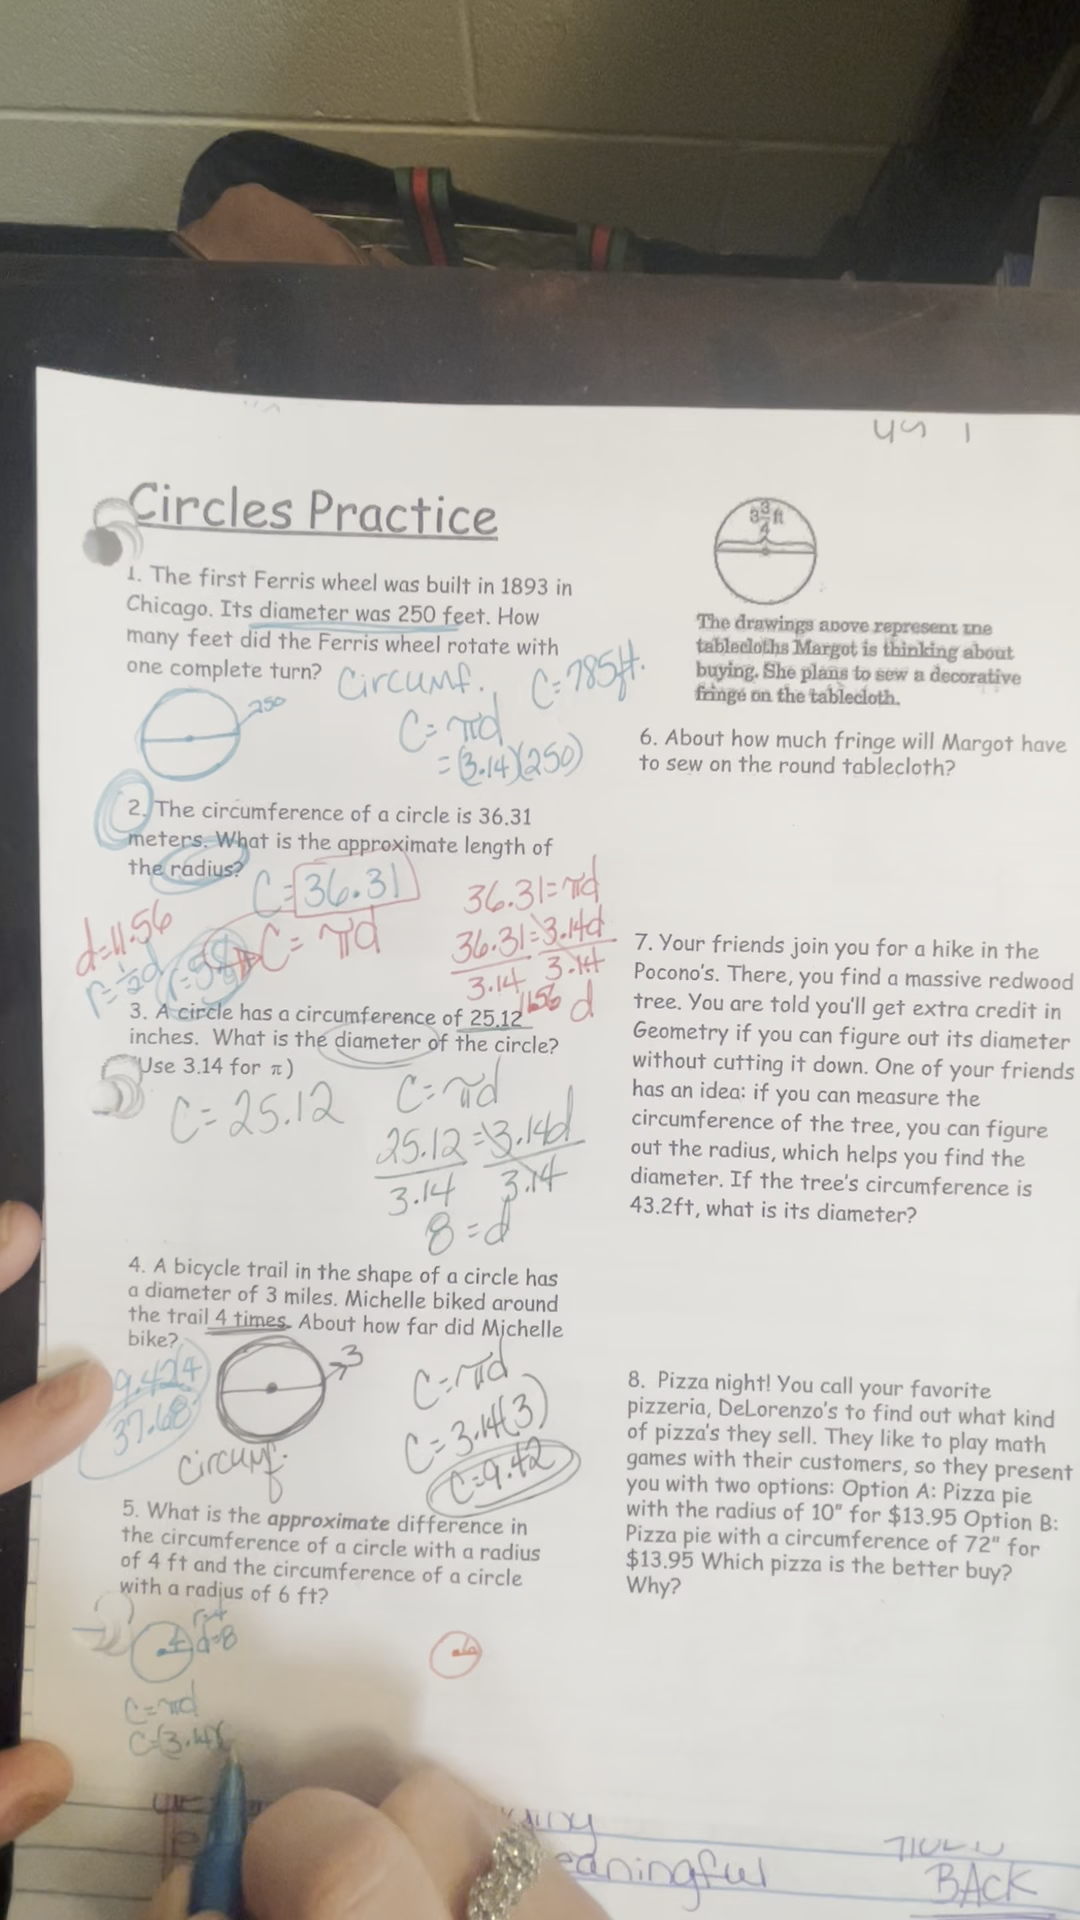 Circles Practice
1. The first Ferris wheel was built in 1893 in
Chicago. Its diameter was 250 feet. How
many feet did the Ferris wheel rotate with
one complete turn?
Circumf.
C=785ft.
250
C=πd
=(3.14)(250)
2. The circumference of a circle is 36.31
meters. What is the approximate length of
the radius?
C=36.31
C=πd
36.31=πd
36.31=3.14d
3.14 3.14
11.56 d
d=11.56
r=½d
3. A circle has a circumference of 25.12
inches. What is the diameter of the circle?
Use 3.14 for π)
C=25.12
C=πd
25.12=3.14d
3.14 3.14
8=d
4. A bicycle trail in the shape of a circle has
a diameter of 3 miles. Michelle biked around
the trail 4 times. About how far did Michelle
bike?
3
37.68
circumf.
C=πd
C=3.14(3)
C=9.42
5. What is the approximate difference in
the circumference of a circle with a radius
of 4 ft and the circumference of a circle
with a radius of 6 ft?
r=4
4 d=8
C=πd
C=(3.14)(
6
3 3/4 ft
The drawings above represent the
tablecloths Margot is thinking about
buying. She plans to sew a decorative
fringe on the tablecloth.
6. About how much fringe will Margot have
to sew on the round tablecloth?
7. Your friends join you for a hike in the
Pocono's. There, you find a massive redwood
tree. You are told you'll get extra credit in
Geometry if you can figure out its diameter
without cutting it down. One of your friends
has an idea: if you can measure the
circumference of the tree, you can figure
out the radius, which helps you find the
diameter. If the tree's circumference is
43.2ft, what is its diameter?
8. Pizza night! You call your favorite
pizzeria, DeLorenzo's to find out what kind
of pizza's they sell. They like to play math
games with their customers, so they present
you with two options: Option A: Pizza pie
with the radius of 10" for $13.95 Option B:
Pizza pie with a circumference of 72" for
$13.95 Which pizza is the better buy?
Why?
BACK